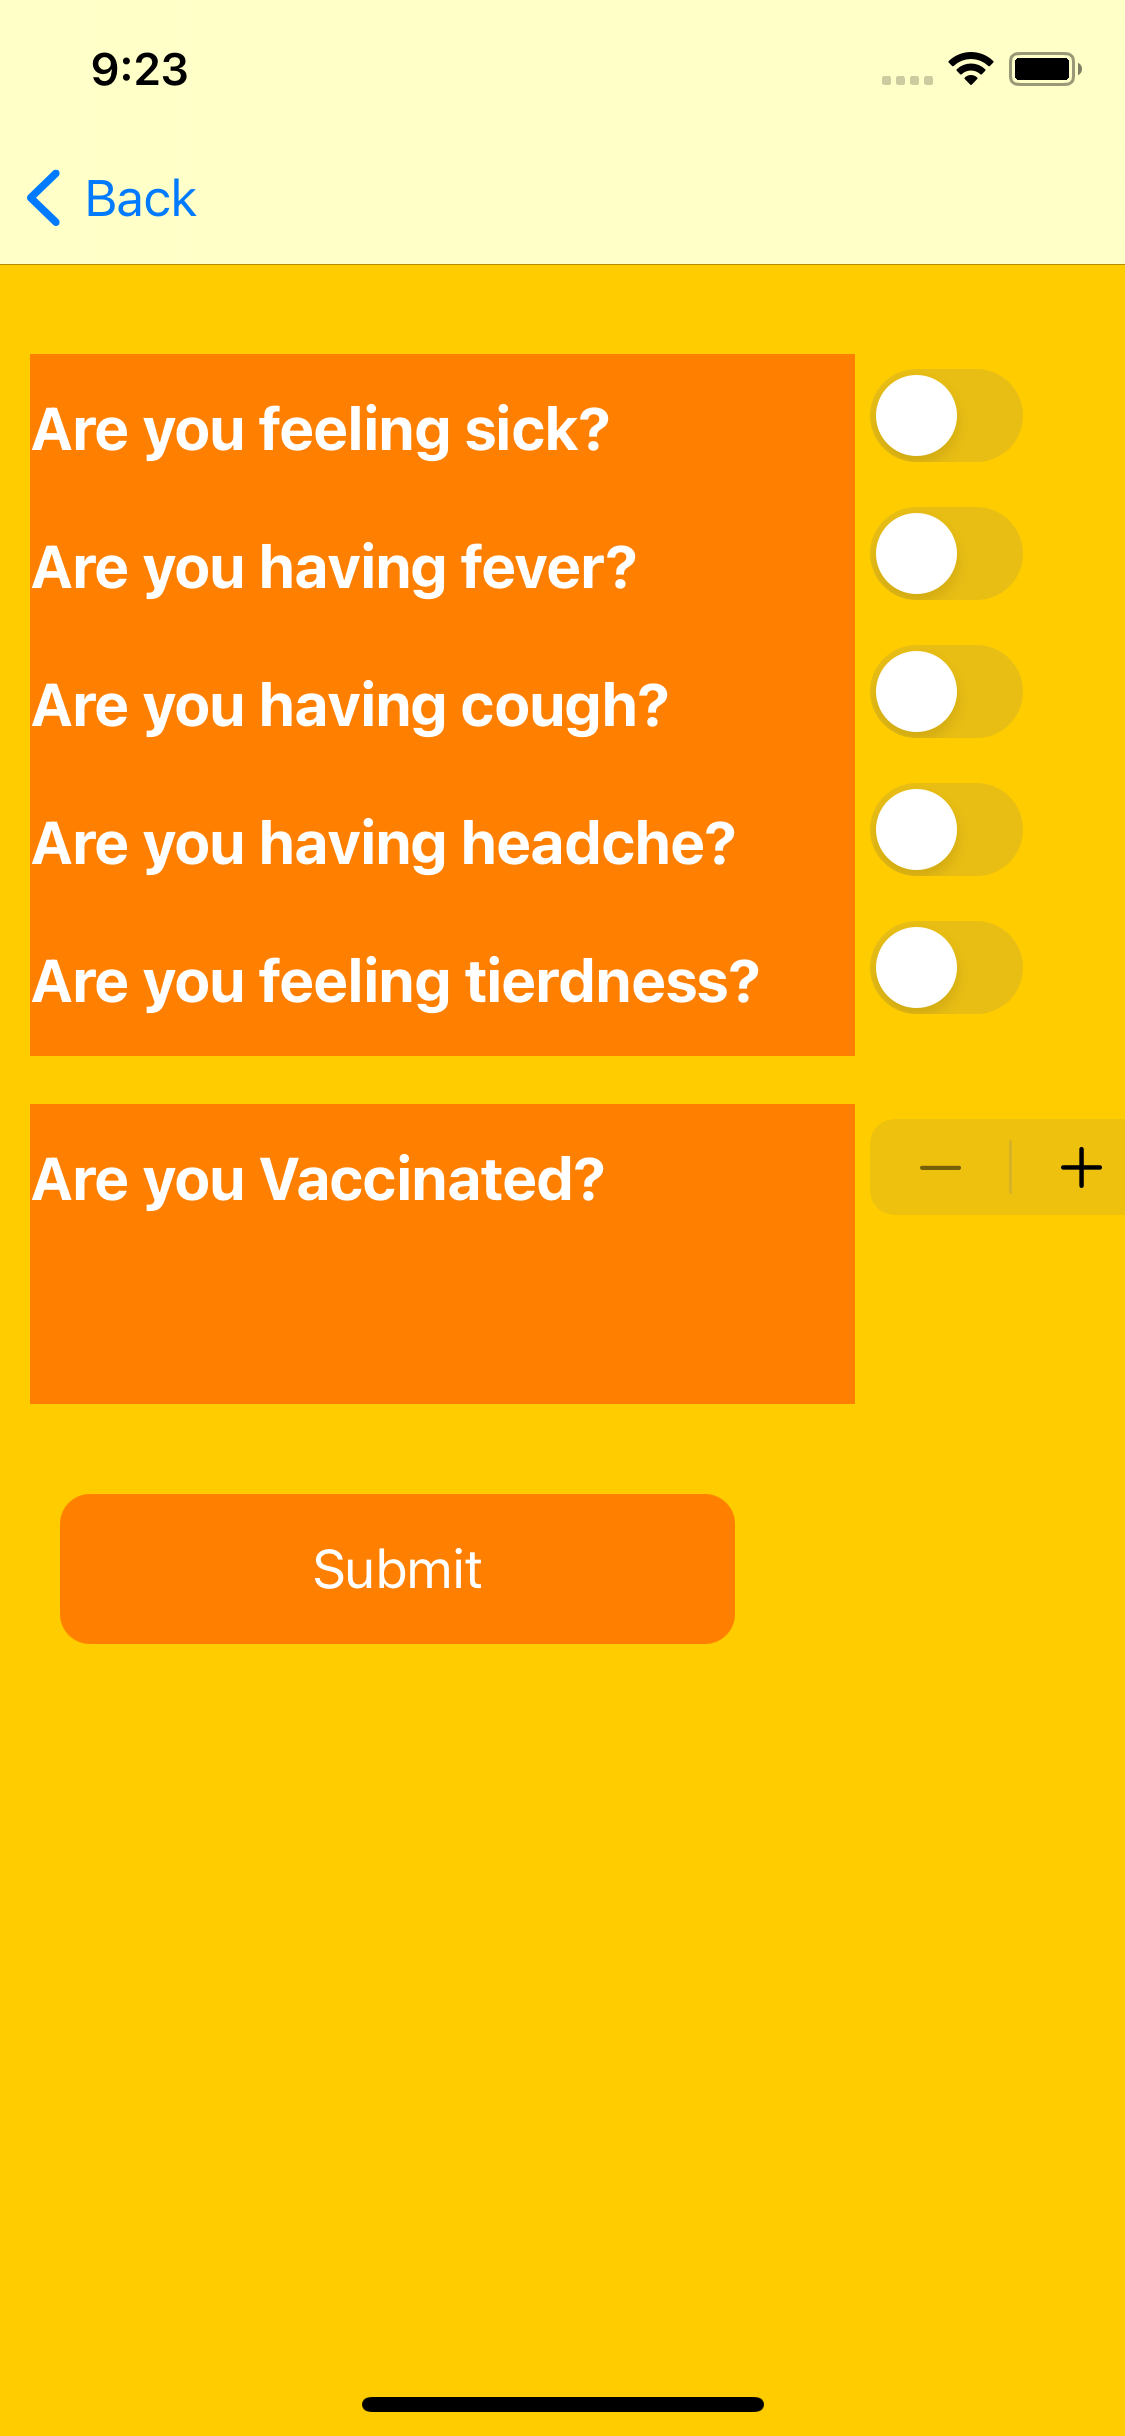 9:23
Back
Are you feeling sick?
Are you having fever?
Are you having cough?
Are you having headche?
Are you feeling tierdness?
Are you Vaccinated?
Submit